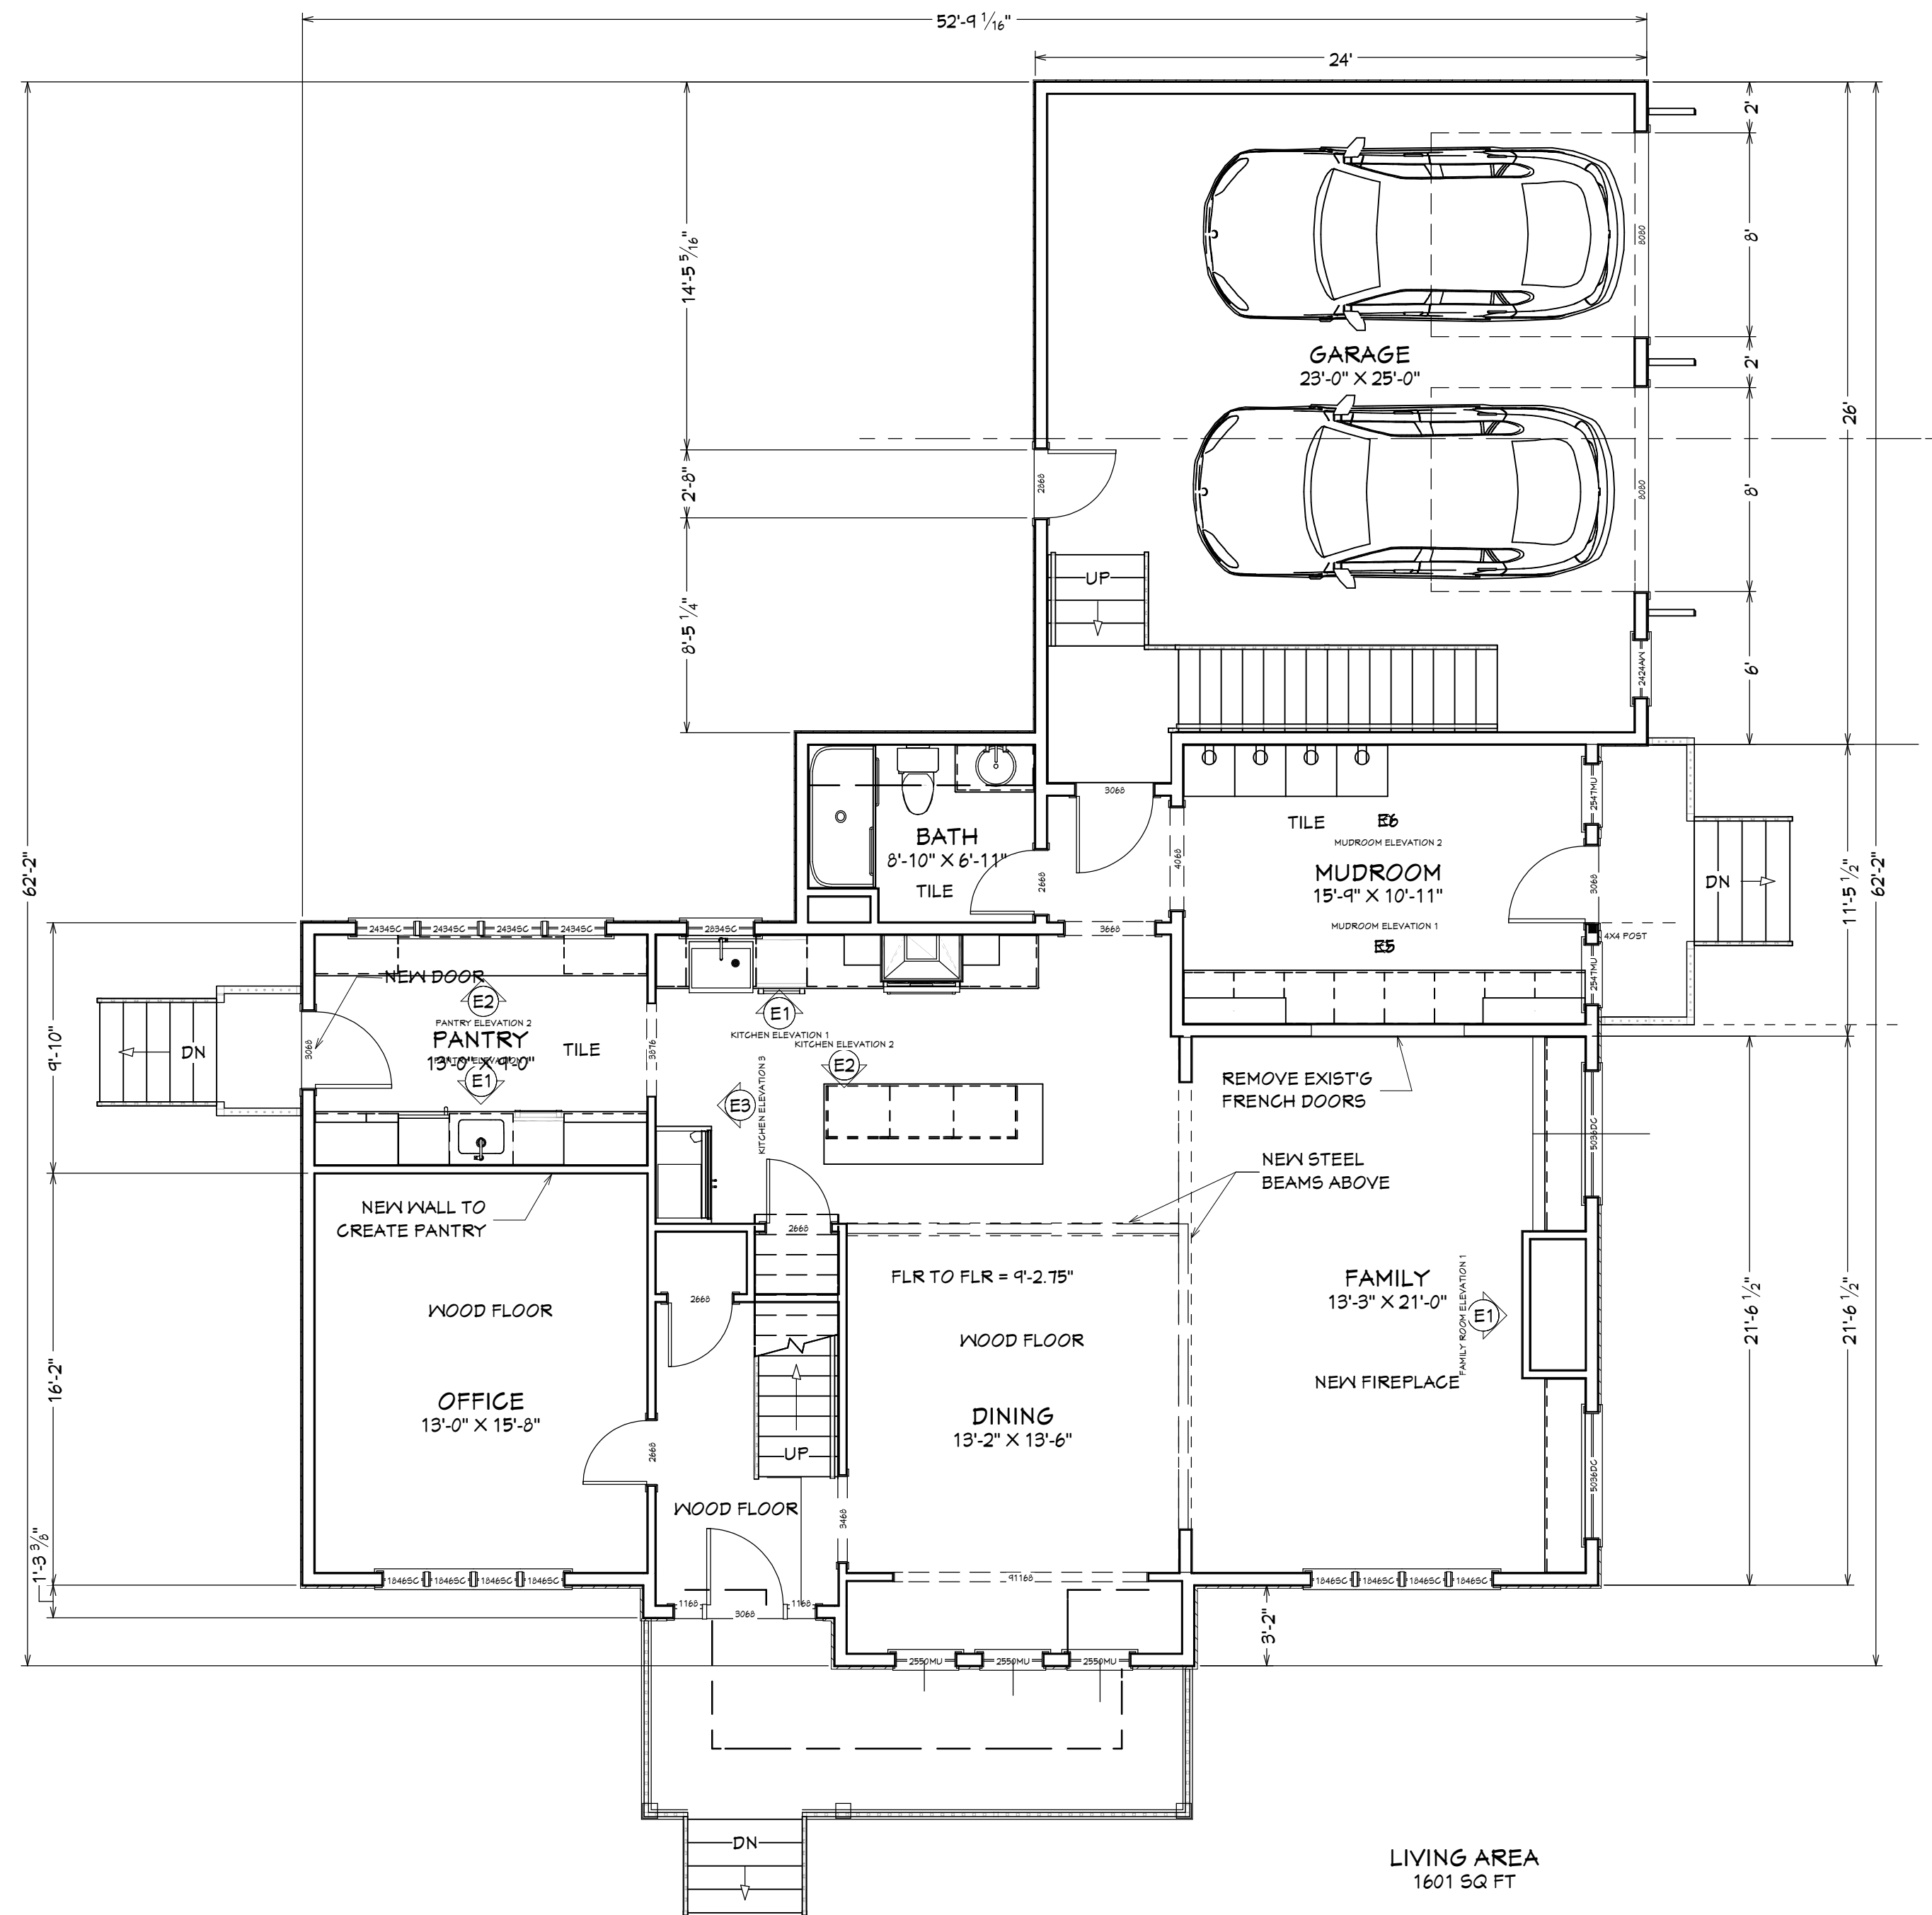 52'-9 1/16"
24'
2'
14'-5 5/16"
8'
8080
GARAGE
23'-0" X 25'-0"
2'
26'
2'-8"
2868
8080
8'
UP
8'-5 1/4"
6'
2424AW
62'-2"
3068
2547MU
TILE
E6
MUDROOM ELEVATION 2
BATH
8'-10" X 6'-11"
TILE
2668
4068
MUDROOM
15'-9" X 10'-11"
3068
DN
11'-5 1/2"
62'-2"
MUDROOM ELEVATION 1
E5
4X4 POST
2547MU
2434SC
2434SC
2434SC
2434SC
2834SC
3668
NEW DOOR
E2
PANTRY ELEVATION 2
PANTRY
13'-0" X 9'-0"
TILE
E1
9'-10"
DN
3068
3876
E1
KITCHEN ELEVATION 1
KITCHEN ELEVATION 2
E2
E3
KITCHEN ELEVATION 3
REMOVE EXIST'G
FRENCH DOORS
5036DC
NEW STEEL
BEAMS ABOVE
NEW WALL TO
CREATE PANTRY
2668
FLR TO FLR = 9'-2.75"
FAMILY
13'-3" X 21'-0"
E1
FAMILY ROOM ELEVATION 1
21'-6 1/2"
21'-6 1/2"
WOOD FLOOR
2668
WOOD FLOOR
NEW FIREPLACE
16'-2"
OFFICE
13'-0" X 15'-8"
DINING
13'-2" X 13'-6"
2668
UP
5036DC
WOOD FLOOR
3468
1'-3 3/8"
1846SC
1846SC
1846SC
1846SC
91168
1846SC
1846SC
1846SC
1846SC
1168
3068
1168
3'-2"
2550MU
2550MU
2550MU
DN
LIVING AREA
1601 SQ FT